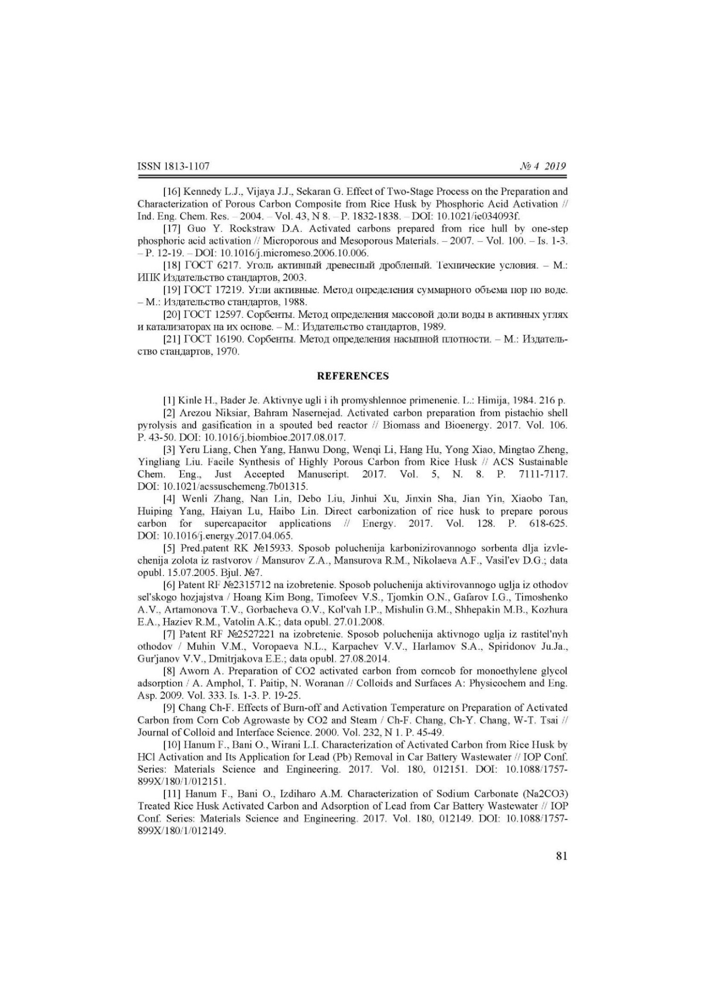 ISSN 1813-1107 № 4 2019
[16] Kennedy L.J., Vijaya J.J., Sekaran G. Effect of Two-Stage Process on the Preparation and
Characterization of Porous Carbon Composite from Rice Husk by Phosphoric Acid Activation //
Ind. Eng. Chem. Res. – 2004. – Vol. 43, N 8. – P. 1832-1838. – DOI: 10.1021/ie034093f.
[17] Guo Y. Rockstraw D.A. Activated carbons prepared from rice hull by one-step
phosphoric acid activation // Microporous and Mesoporous Materials. – 2007. – Vol. 100. – Is. 1-3.
– P. 12-19. – DOI: 10.1016/j.micromeso.2006.10.006.
[18] ГОСТ 6217. Уголь активный древесный дробленый. Технические условия. – М.:
ИПК Издательство стандартов, 2003.
[19] ГОСТ 17219. Угли активные. Метод определения суммарного объема пор по воде.
– М.: Издательство стандартов, 1988.
[20] ГОСТ 12597. Сорбенты. Метод определения массовой доли воды в активных углях
и катализаторах на их основе. – М.: Издательство стандартов, 1989.
[21] ГОСТ 16190. Сорбенты. Метод определения насыпной плотности. – М.: Издатель-
ство стандартов, 1970.
REFERENCES
[1] Kinle H., Bader Je. Aktivnye ugli i ih promyshlennoe primenenie. L.: Himija, 1984. 216 p.
[2] Arezou Niksiar, Bahram Nasernejad. Activated carbon preparation from pistachio shell
pyrolysis and gasification in a spouted bed reactor // Biomass and Bioenergy. 2017. Vol. 106.
P. 43-50. DOI: 10.1016/j.biombioe.2017.08.017.
[3] Yeru Liang, Chen Yang, Hanwu Dong, Wenqi Li, Hang Hu, Yong Xiao, Mingtao Zheng,
Yingliang Liu. Facile Synthesis of Highly Porous Carbon from Rice Husk // ACS Sustainable
Chem. Eng., Just Accepted Manuscript. 2017. Vol. 5, N. 8. P. 7111-7117.
DOI: 10.1021/acssuschemeng.7b01315.
[4] Wenli Zhang, Nan Lin, Debo Liu, Jinhui Xu, Jinxin Sha, Jian Yin, Xiaobo Tan,
Huiping Yang, Haiyan Lu, Haibo Lin. Direct carbonization of rice husk to prepare porous
carbon for supercapacitor applications // Energy. 2017. Vol. 128. P. 618-625.
DOI: 10.1016/j.energy.2017.04.065.
[5] Pred.patent RK №15933. Sposob poluchenija karbonizirovannogo sorbenta dlja izvle-
chenija zolota iz rastvorov / Mansurov Z.A., Mansurova R.M., Nikolaeva A.F., Vasil'ev D.G.; data
opubl. 15.07.2005. Bjul. №7.
[6] Patent RF №2315712 na izobretenie. Sposob poluchenija aktivirovannogo uglja iz othodov
sel'skogo hozjajstva / Hoang Kim Bong, Timofeev V.S., Tjomkin O.N., Gafarov I.G., Timoshenko
A.V., Artamonova T.V., Gorbacheva O.V., Kol'vah I.P., Mishulin G.M., Shhepakin M.B., Kozhura
E.A., Haziev R.M., Vatolin A.K.; data opubl. 27.01.2008.
[7] Patent RF №2527221 na izobretenie. Sposob poluchenija aktivnogo uglja iz rastitel'nyh
othodov / Muhin V.M., Voropaeva N.L., Karpachev V.V., Harlamov S.A., Spiridonov Ju.Ja.,
Gur'janov V.V., Dmitrjakova E.E.; data opubl. 27.08.2014.
[8] Aworn A. Preparation of CO2 activated carbon from corncob for monoethylene glycol
adsorption / A. Amphol, T. Paitip, N. Woranan // Colloids and Surfaces A: Physicochem and Eng.
Asp. 2009. Vol. 333. Is. 1-3. P. 19-25.
[9] Chang Ch-F. Effects of Burn-off and Activation Temperature on Preparation of Activated
Carbon from Corn Cob Agrowaste by CO2 and Steam / Ch-F. Chang, Ch-Y. Chang, W-T. Tsai //
Journal of Colloid and Interface Science. 2000. Vol. 232, N 1. P. 45-49.
[10] Hanum F., Bani O., Wirani L.I. Characterization of Activated Carbon from Rice Husk by
HCl Activation and Its Application for Lead (Pb) Removal in Car Battery Wastewater // IOP Conf.
Series: Materials Science and Engineering. 2017. Vol. 180, 012151. DOI: 10.1088/1757-
899X/180/1/012151.
[11] Hanum F., Bani O., Izdiharo A.M. Characterization of Sodium Carbonate (Na2CO3)
Treated Rice Husk Activated Carbon and Adsorption of Lead from Car Battery Wastewater // IOP
Conf. Series: Materials Science and Engineering. 2017. Vol. 180, 012149. DOI: 10.1088/1757-
899X/180/1/012149.
81